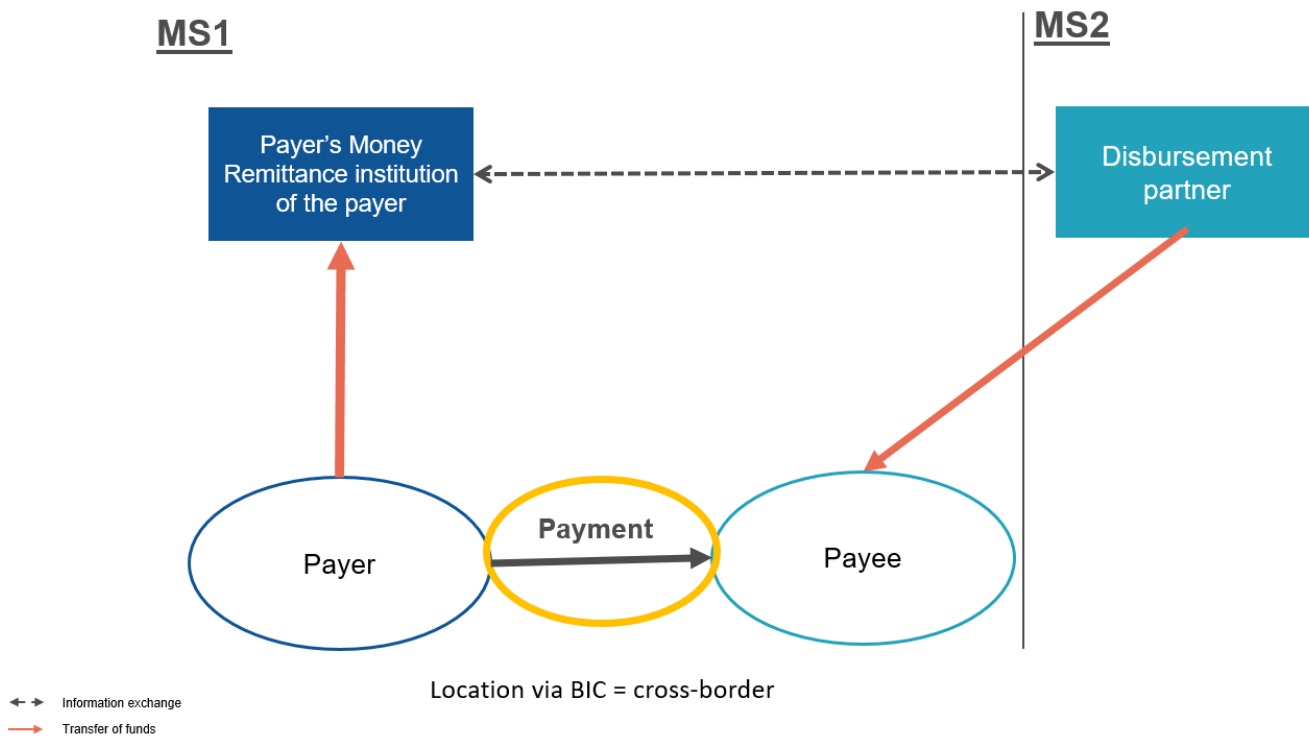 MS1
MS2
Payer's Money
Remittance institution
of the payer
Disbursement
partner
Payment
Payer
Payee
Location via BIC = cross-border
Information exchange
Transfer of funds